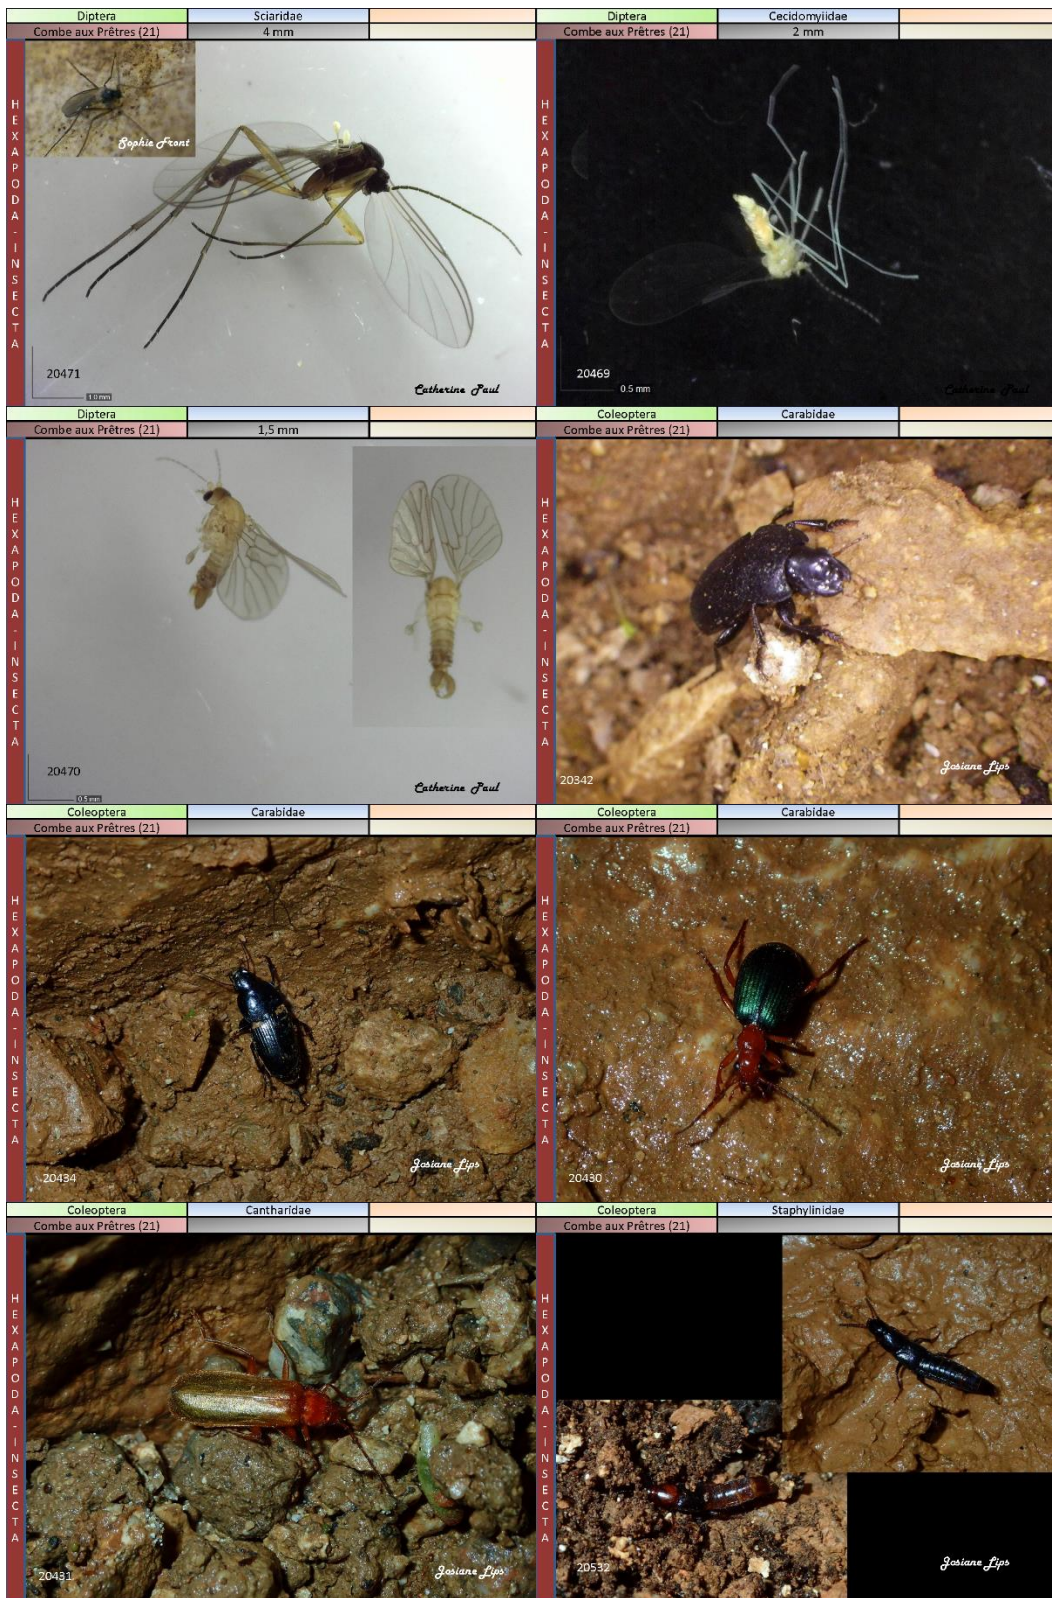 Diptera Sciaridae
Combe aux Prêtres (21) 4 mm
HEXAPODA-INSECTA
Sophie Front
20471
1.0 mm
Catherine Paul
Diptera Cecidomyiidae
Combe aux Prêtres (21) 2 mm
HEXAPODA-INSECTA
20469
0.5 mm
Catherine Paul
Diptera
Combe aux Prêtres (21) 1,5 mm
HEXAPODA-INSECTA
20470
0.5 mm
Catherine Paul
Coleoptera Carabidae
Combe aux Prêtres (21)
HEXAPODA-INSECTA
20342
Josiane Lips
Coleoptera Carabidae
Combe aux Prêtres (21)
HEXAPODA-INSECTA
20434
Josiane Lips
Coleoptera Carabidae
Combe aux Prêtres (21)
HEXAPODA-INSECTA
20430
Josiane Lips
Coleoptera Cantharidae
Combe aux Prêtres (21)
HEXAPODA-INSECTA
20431
Josiane Lips
Coleoptera Staphylinidae
Combe aux Prêtres (21)
HEXAPODA-INSECTA
20532
Josiane Lips